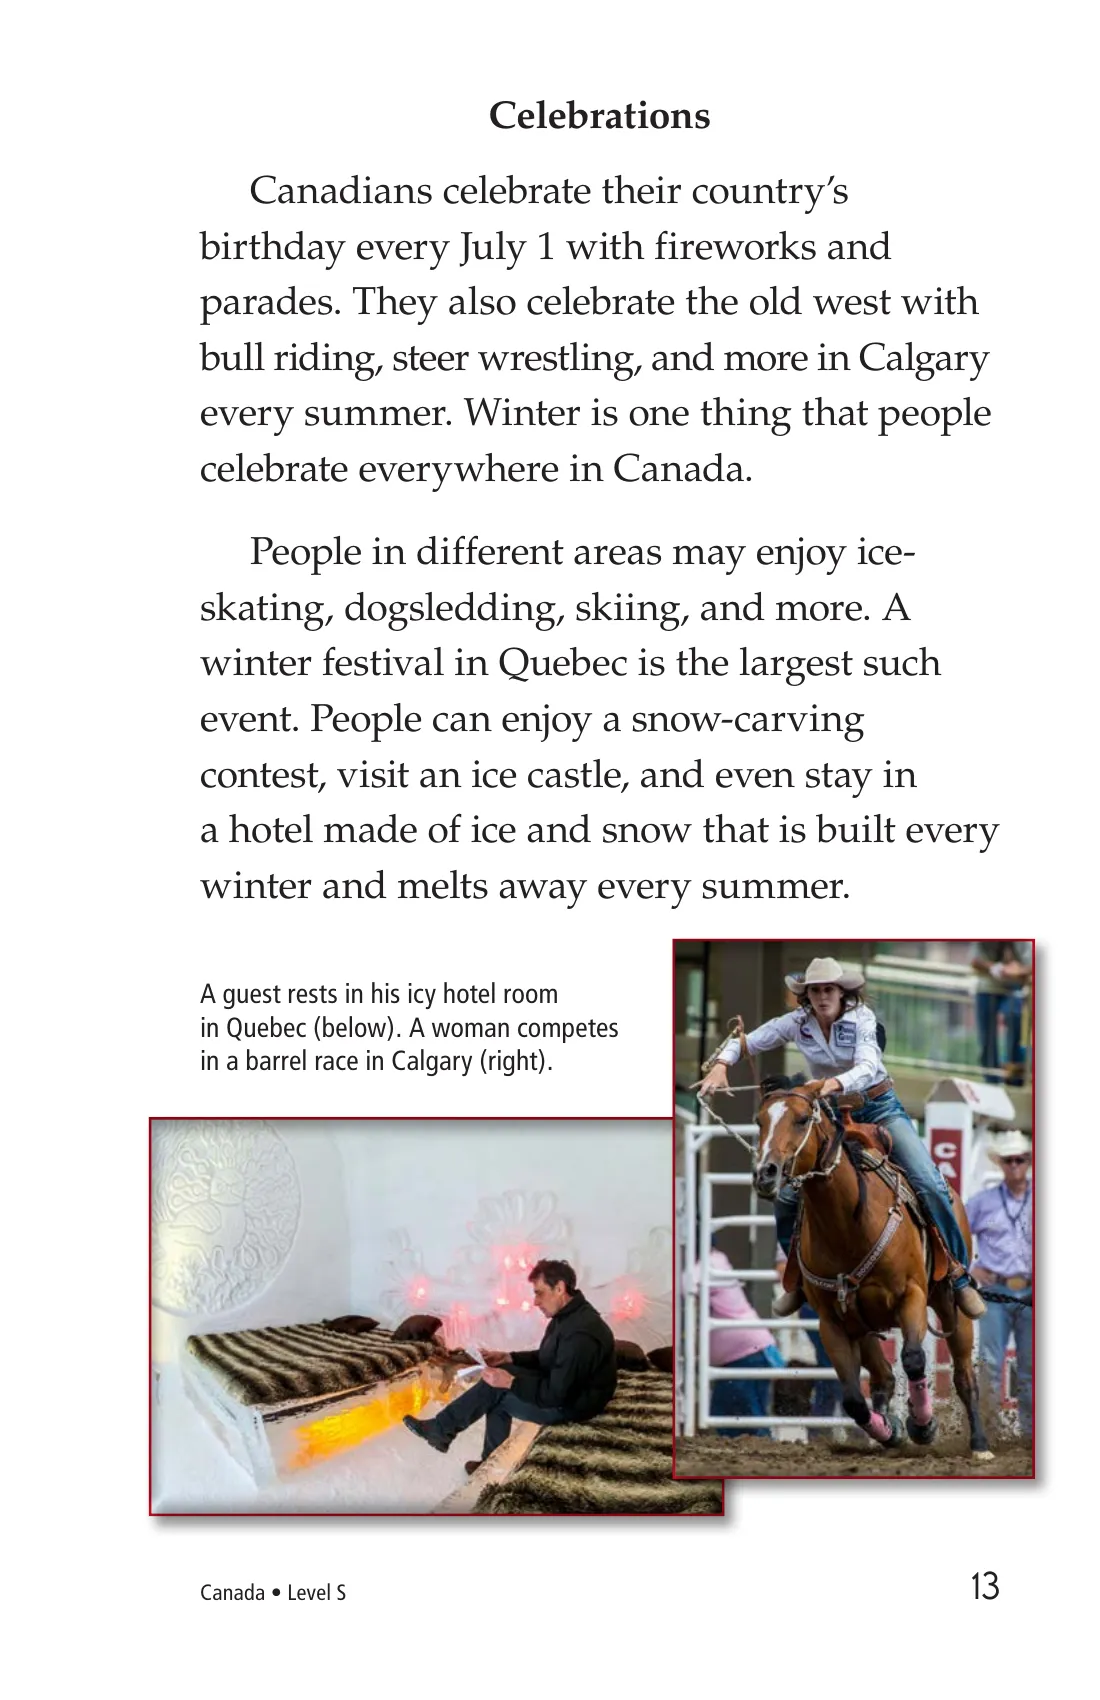 Celebrations
Canadians celebrate their country’s
birthday every July 1 with fireworks and
parades. They also celebrate the old west with
bull riding, steer wrestling, and more in Calgary
every summer. Winter is one thing that people
celebrate everywhere in Canada.
People in different areas may enjoy ice-
skating, dogsledding, skiing, and more. A
winter festival in Quebec is the largest such
event. People can enjoy a snow-carving
contest, visit an ice castle, and even stay in
a hotel made of ice and snow that is built every
winter and melts away every summer.
A guest rests in his icy hotel room
in Quebec (below). A woman competes
in a barrel race in Calgary (right).
C
A
Canada • Level S
13